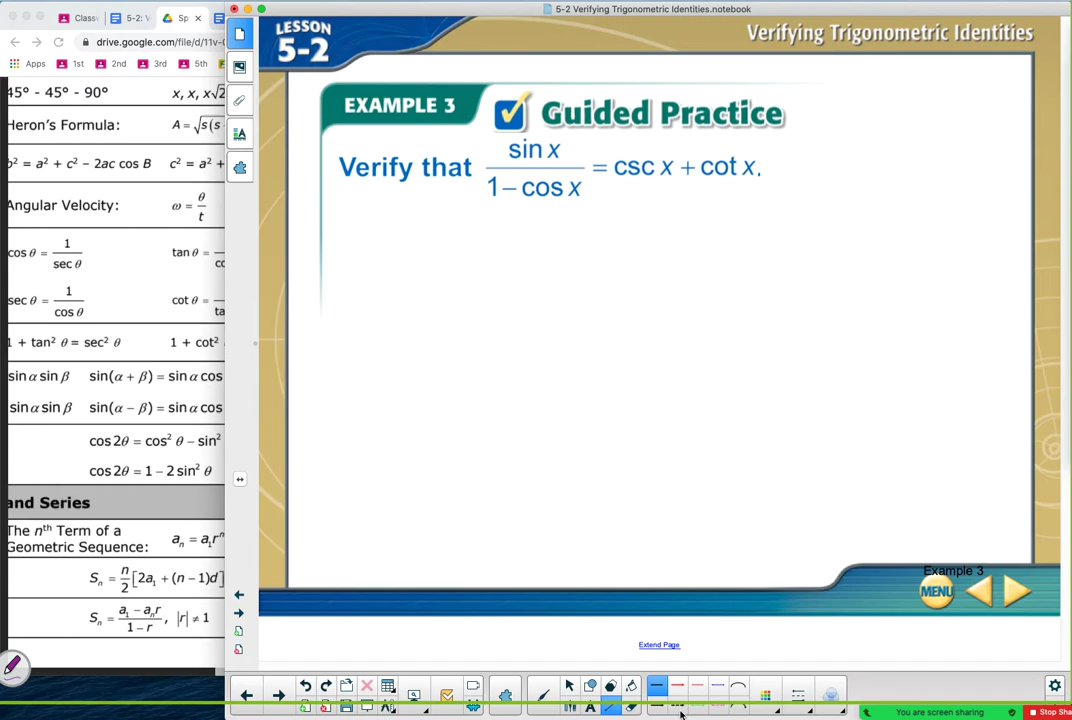 5-2 Verifying Trigonometric Identities.notebook
Class
5-2: V
Sp
drive.google.com/file/d/11v-
Apps 1st 2nd 3rd 5th
45° - 45° - 90° x, x, x√2
Heron's Formula: A = √s(s
b² = a² + c² – 2ac cos B c² = a² +
Angular Velocity: ω = θ/t
cos θ = 1/sec θ tan θ =
sec θ = 1/cos θ cot θ =
1 + tan² θ = sec² θ 1 + cot²
sin α sin β sin(α + β) = sin α cos
sin α sin β sin(α – β) = sin α cos
cos 2θ = cos² θ – sin²
cos 2θ = 1 – 2 sin² θ
and Series
The nth Term of a
Geometric Sequence: aₙ = a₁rⁿ
Sₙ = n/2 [2a₁ + (n – 1)d]
Sₙ = (a₁ – aₙr)/(1 – r), |r| ≠ 1
LESSON
5-2
Verifying Trigonometric Identities
EXAMPLE 3
Guided Practice
Verify that sin x/(1 – cos x) = csc x + cot x.
Example 3
MENU
Extend Page
You are screen sharing
Stop Sha